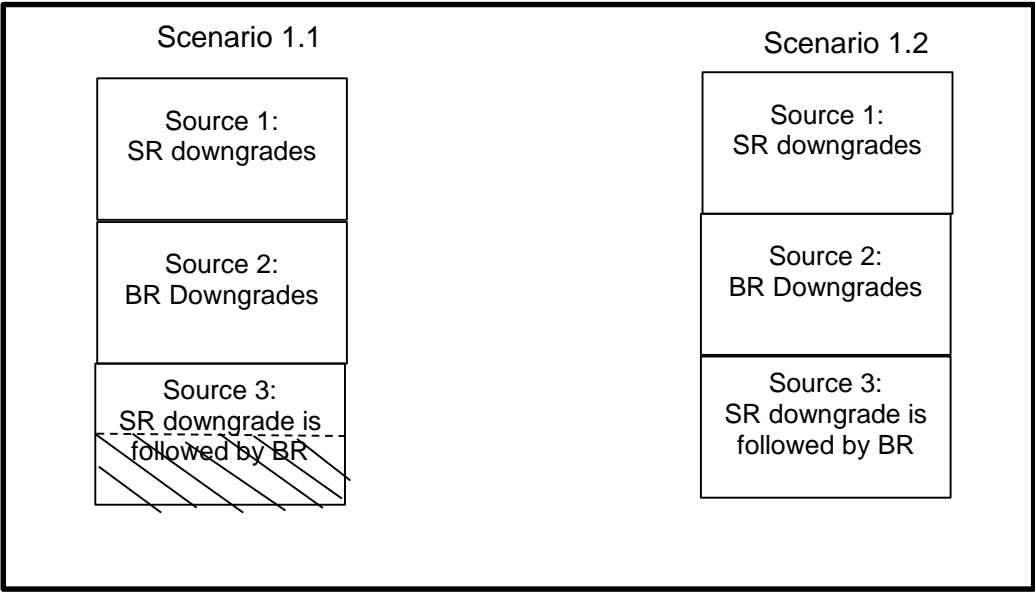 Scenario 1.1
Source 1:
SR downgrades
Source 2:
BR Downgrades
Source 3:
SR downgrade is
followed by BR
Scenario 1.2
Source 1:
SR downgrades
Source 2:
BR Downgrades
Source 3:
SR downgrade is
followed by BR